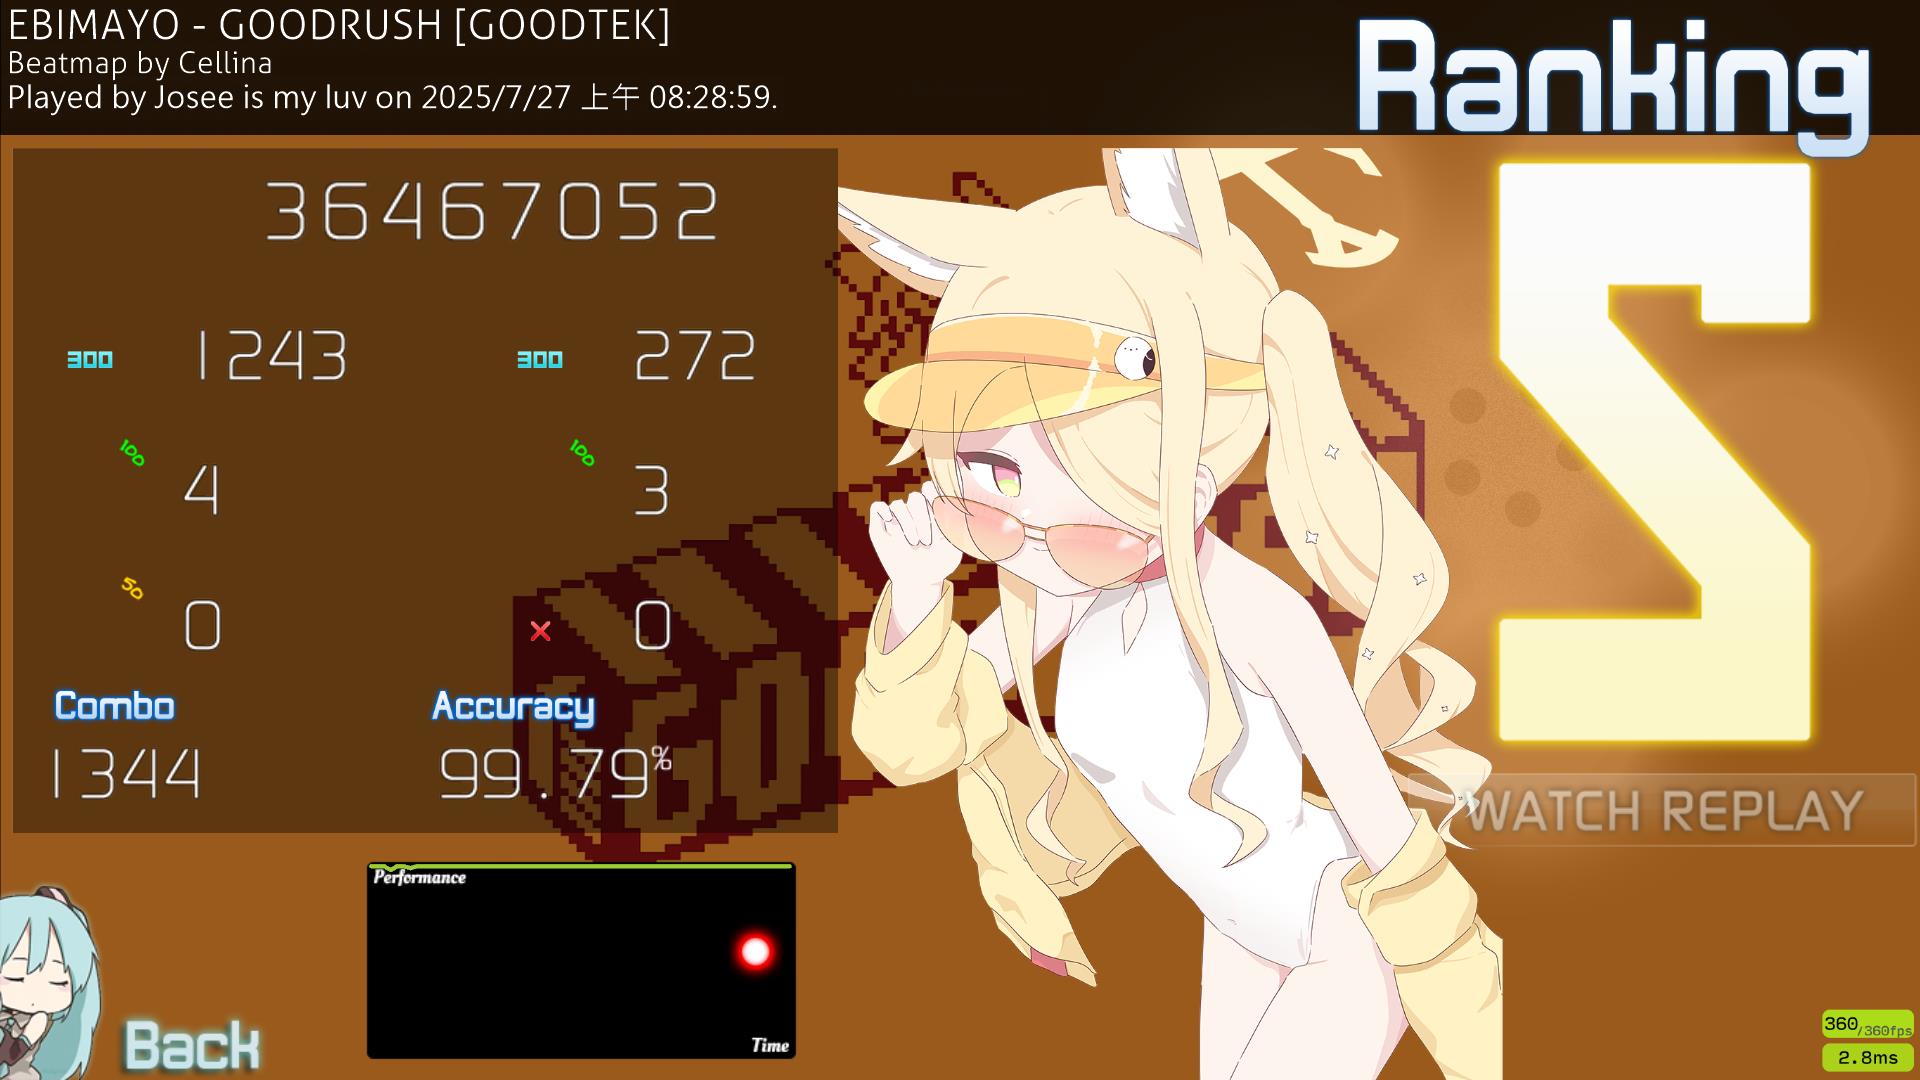 EBIMAYO - GOODRUSH [GOODTEK]
Beatmap by Cellina
Played by Josee is my luv on 2025/7/27 上午 08:28:59.
Ranking
36467052
300 1243 300 272
100 4 100 3
50 0 0
Combo Accuracy
1344 99.79%
WATCH REPLAY
Performance
Time
Back
360/360fps
2.8ms